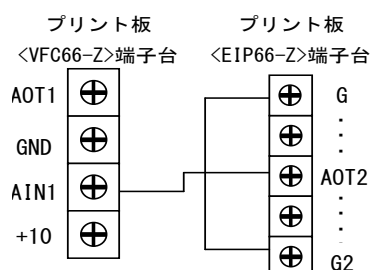 プリント板 プリント板
<VFC66-Z>端子台 <EIP66-Z>端子台
AOT1
GND
AIN1
+10
G
:
AOT2
:
G2